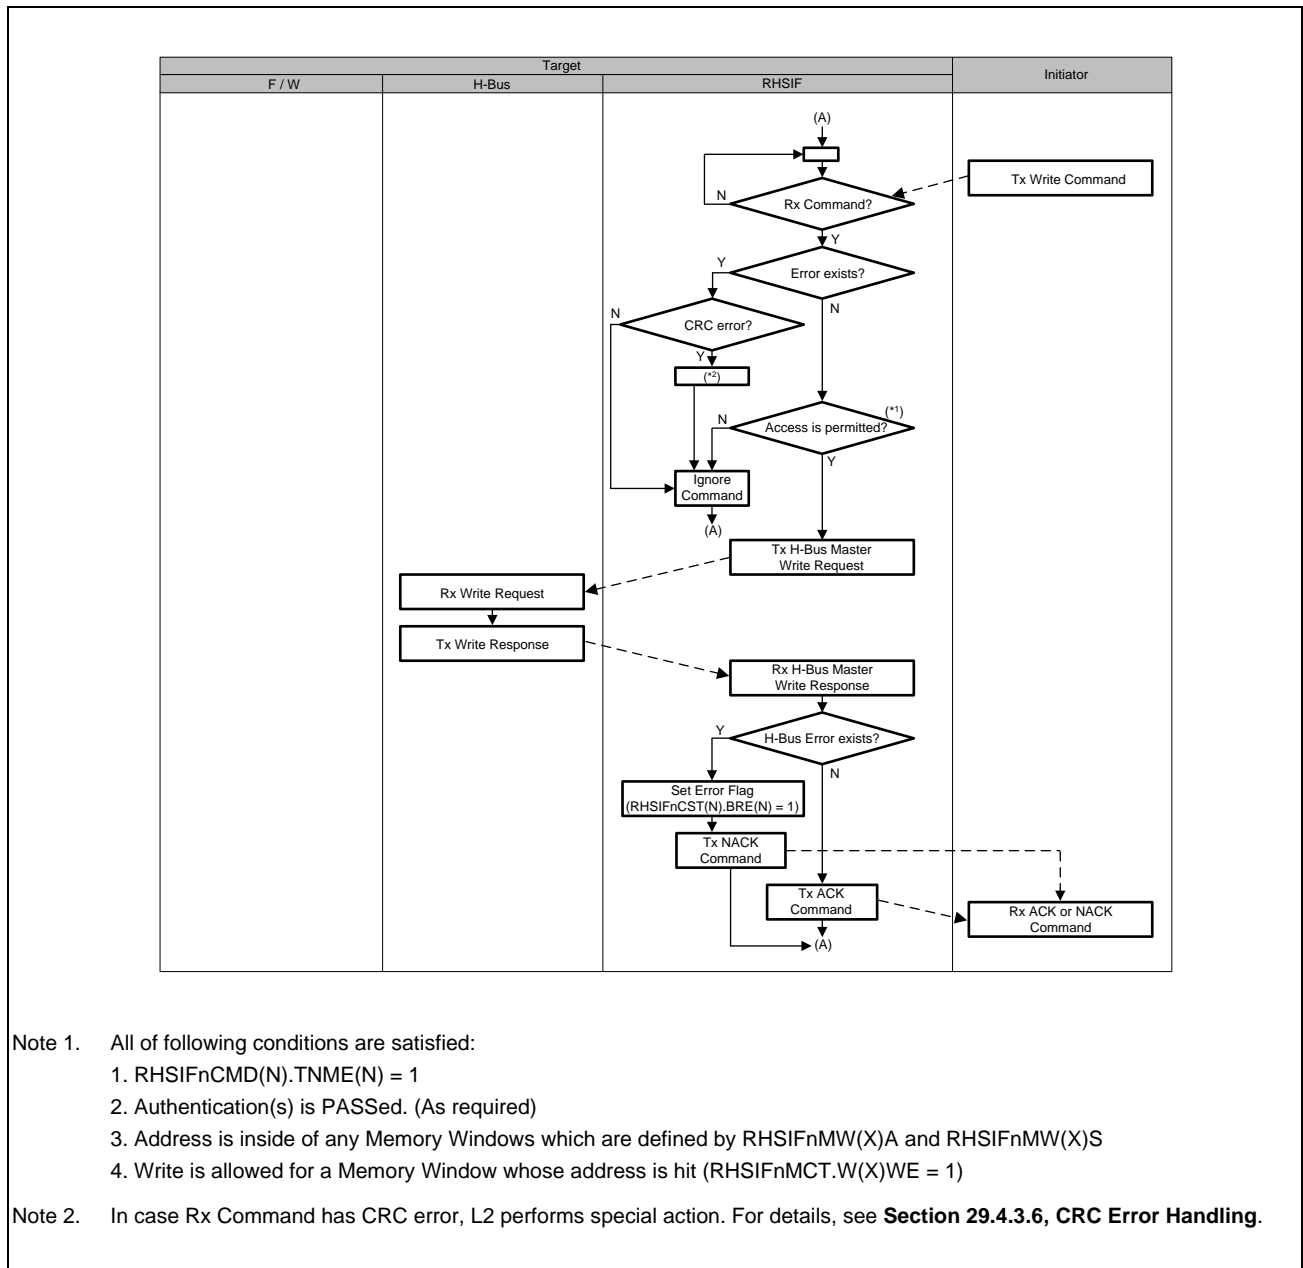 Target
Initiator
F / W
H-Bus
RHSIF
(A)
Tx Write Command
N
Rx Command?
Y
Y
Error exists?
N
N
CRC error?
Y
(*2)
(*1)
N
Access is permitted?
Y
Ignore
Command
(A)
Tx H-Bus Master
Write Request
Rx Write Request
Tx Write Response
Rx H-Bus Master
Write Response
Y
H-Bus Error exists?
N
Set Error Flag
(RHSIFnCST(N).BRE(N) = 1)
Tx NACK
Command
Tx ACK
Command
Rx ACK or NACK
Command
(A)
Note 1. All of following conditions are satisfied:
1. RHSIFnCMD(N).TNME(N) = 1
2. Authentication(s) is PASSed. (As required)
3. Address is inside of any Memory Windows which are defined by RHSIFnMW(X)A and RHSIFnMW(X)S
4. Write is allowed for a Memory Window whose address is hit (RHSIFnMCT.W(X)WE = 1)
Note 2. In case Rx Command has CRC error, L2 performs special action. For details, see Section 29.4.3.6, CRC Error Handling.